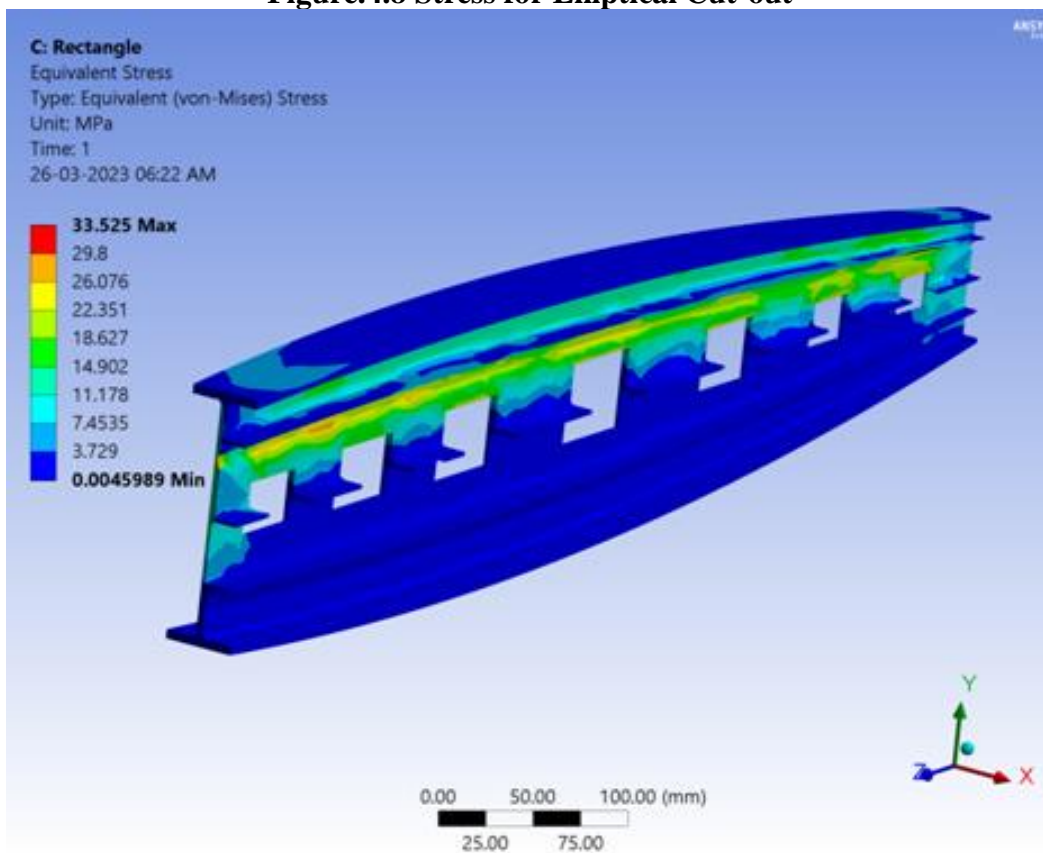 Figure.4.8 Stress for Elliptical Cut-out
ANSYS
C: Rectangle
Equivalent Stress
Type: Equivalent (von-Mises) Stress
Unit: MPa
Time: 1
26-03-2023 06:22 AM
33.525 Max
29.8
26.076
22.351
18.627
14.902
11.178
7.4535
3.729
0.0045989 Min
Y
Z
X
0.00 50.00 100.00 (mm)
25.00 75.00